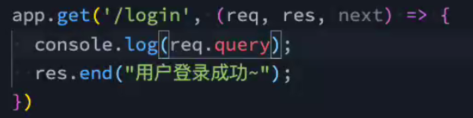 app.get('/login', (req, res, next) => {
  console.log(req.query);
  res.end("用户登录成功~");
})